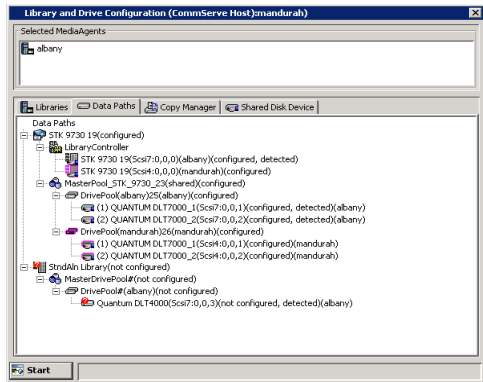 Library and Drive Configuration (CommServe Host):mandurah)
Selected MediaAgents
albany
Libraries
Data Paths
Copy Manager
Shared Disk Device
Data Paths
STK 9730 19(configured)
LibraryController
STK 9730 19(Scsi7:0,0,0)(albany)(configured, detected)
STK 9730 19(Scsi4:0,0,0)(mandurah)(configured)
MasterPool_STK_9730_23(shared)(configured)
DrivePool(albany)25(albany)(configured)
(1) QUANTUM DLT7000_1(Scsi7:0,0,1)(configured, detected)(albany)
(2) QUANTUM DLT7000_2(Scsi7:0,0,2)(configured, detected)(albany)
DrivePool(mandurah)26(mandurah)(configured)
(1) QUANTUM DLT7000_1(Scsi4:0,0,1)(configured)(mandurah)
(2) QUANTUM DLT7000_2(Scsi4:0,0,2)(configured)(mandurah)
StndAln Library(not configured)
MasterDrivePool#(not configured)
DrivePool#(albany)(not configured)
Quantum DLT4000(Scsi7:0,0,3)(not configured, detected)(albany)
Start